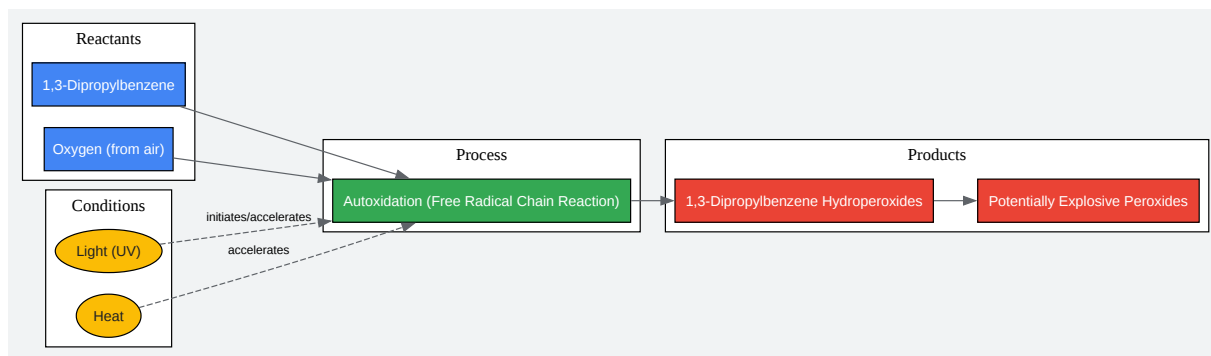 Reactants
1,3-Dipropylbenzene
Oxygen (from air)
Conditions
Light (UV)
Heat
initiates/accelerates
accelerates
Process
Autoxidation (Free Radical Chain Reaction)
Products
1,3-Dipropylbenzene Hydroperoxides
Potentially Explosive Peroxides